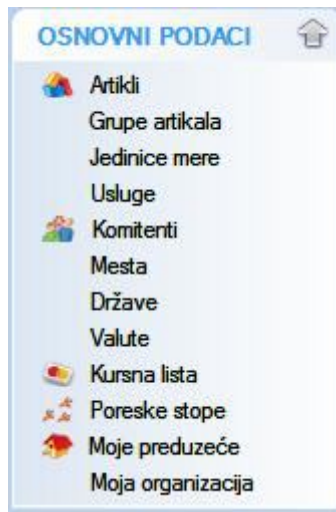 OSNOVNI PODACI
Artikli
Grupe artikala
Jedinice mere
Usluge
Komitenti
Mesta
Države
Valute
Kursna lista
Poreske stope
Moje preduzeće
Moja organizacija